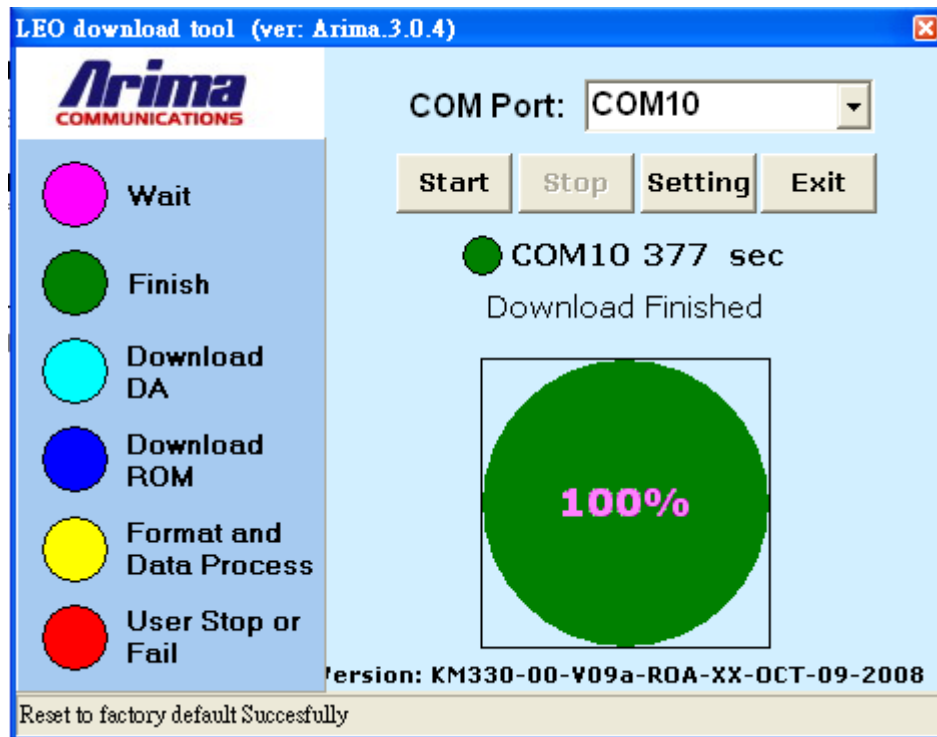 LEO download tool (ver: Arima.3.0.4)
Arima
COMMUNICATIONS
COM Port: COM10
Start Stop Setting Exit
COM10 377 sec
Download Finished
100%
Wait
Finish
Download
DA
Download
ROM
Format and
Data Process
User Stop or
Fail
ersion: KM330-00-V09a-ROA-XX-OCT-09-2008
Reset to factory default Succesfully